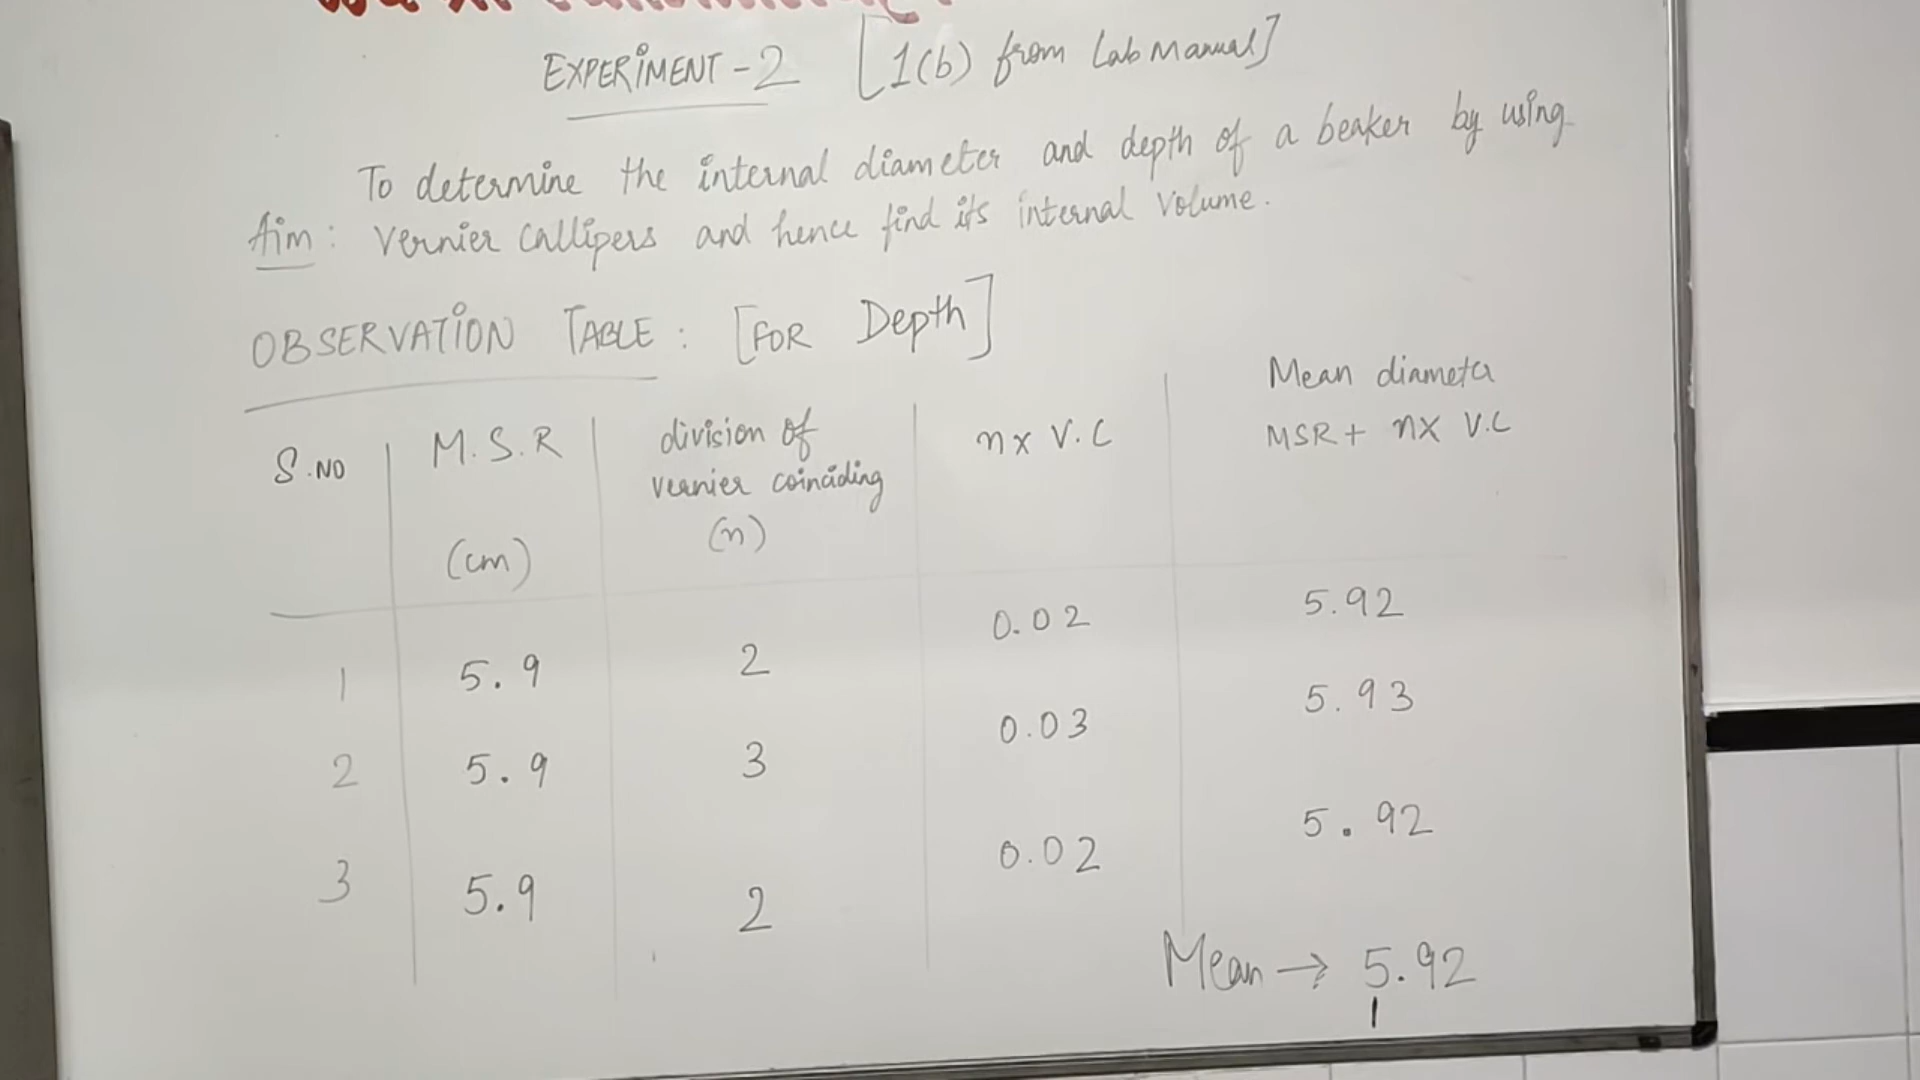 EXPERIMENT - 2 [1(b) from Lab Manual]
To determine the internal diameter and depth of a beaker by using
Aim : Vernier Callipers and hence find its internal volume.
OBSERVATION TABLE : [FOR Depth]
S.NO M.S.R (cm) division of vernier coinciding (n) n x V.C Mean diameter MSR + n x V.C
1 5.9 2 0.02 5.92
2 5.9 3 0.03 5.93
3 5.9 2 0.02 5.92
Mean → 5.92